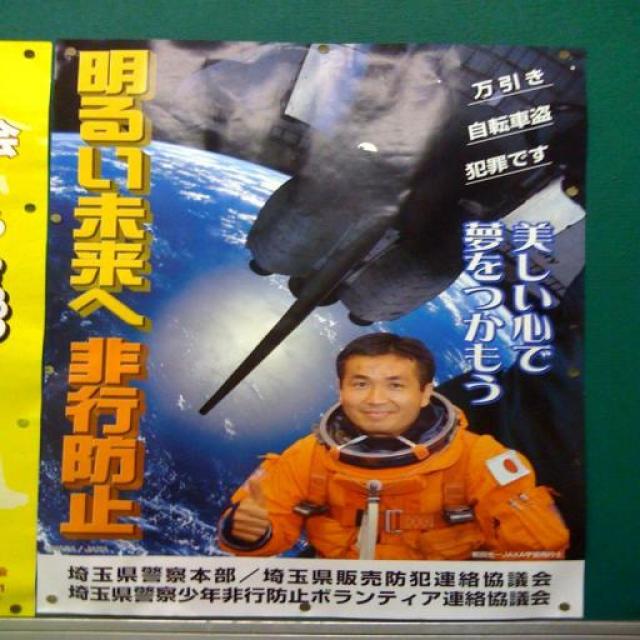 明るい未来へ 非行防止
万引き
自転車盗
犯罪です
美しい心で
夢をつかもう
埼玉県警察本部／埼玉県販売防犯連絡協議会
埼玉県警察少年非行防止ボランティア連絡協議会